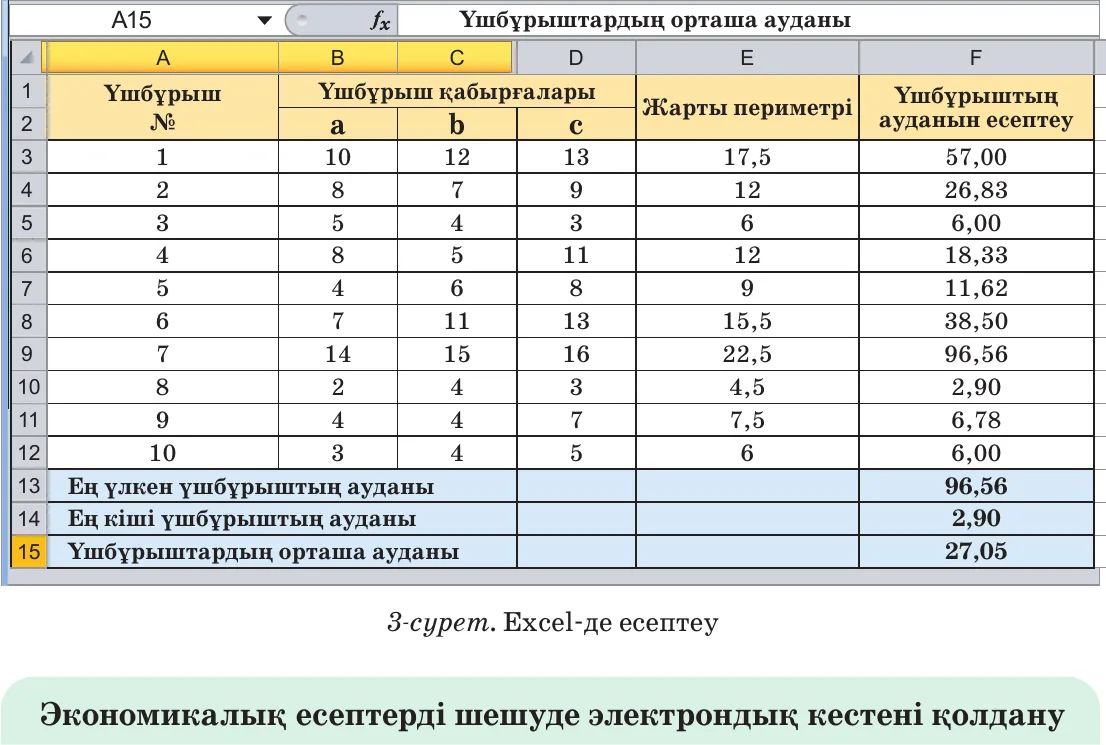 A15 fx Үшбұрыштардың орташа ауданы
A B C D E F
1 Үшбұрыш № Үшбұрыш қабырғалары Жарты периметрі Үшбұрыштың ауданын есептеу
2 a b c
3 1 10 12 13 17,5 57,00
4 2 8 7 9 12 26,83
5 3 5 4 3 6 6,00
6 4 8 5 11 12 18,33
7 5 4 6 8 9 11,62
8 6 7 11 13 15,5 38,50
9 7 14 15 16 22,5 96,56
10 8 2 4 3 4,5 2,90
11 9 4 4 7 7,5 6,78
12 10 3 4 5 6 6,00
13 Ең үлкен үшбұрыштың ауданы 96,56
14 Ең кіші үшбұрыштың ауданы 2,90
15 Үшбұрыштардың орташа ауданы 27,05
3-сурет. Excel-де есептеу
Экономикалық есептерді шешуде электрондық кестені қолдану